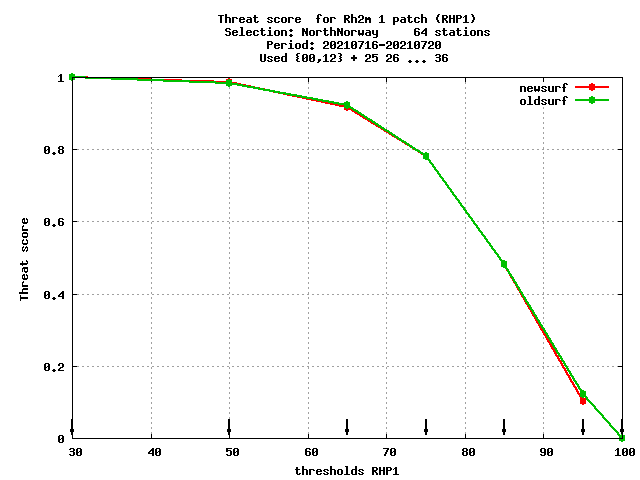 Threat score  for Rh2m 1 patch (RHP1)
Selection: NorthNorway     64 stations
Period: 20210716-20210720
Used {00,12} + 25 26 ... 36
newsurf
oldsurf
1
0.8
0.6
0.4
0.2
0
Threat score
30 40 50 60 70 80 90 100
thresholds RHP1